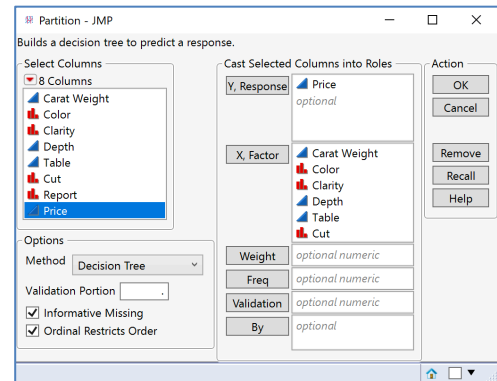 Partition - JMP
Builds a decision tree to predict a response.
Select Columns
8 Columns
Carat Weight
Color
Clarity
Depth
Table
Cut
Report
Price
Options
Method Decision Tree
Validation Portion .
Informative Missing
Ordinal Restricts Order
Cast Selected Columns into Roles
Y, Response Price
optional
X, Factor Carat Weight
Color
Clarity
Depth
Table
Cut
Weight optional numeric
Freq optional numeric
Validation optional numeric
By optional
Action
OK
Cancel
Remove
Recall
Help